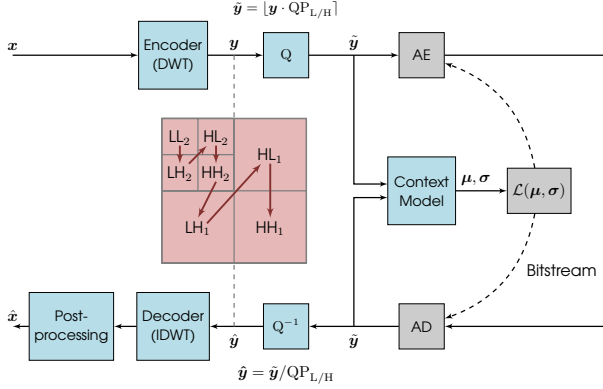 ỹ = ⌊y · QP_L/H⌉
x
Encoder
(DWT)
y
Q
ỹ
AE
LL₂
HL₂
LH₂
HH₂
HL₁
LH₁
HH₁
Context
Model
μ, σ
ℒ(μ, σ)
Bitstream
x̂
Post-
processing
Decoder
(IDWT)
ŷ
Q⁻¹
ỹ
AD
ŷ = ỹ/QP_L/H